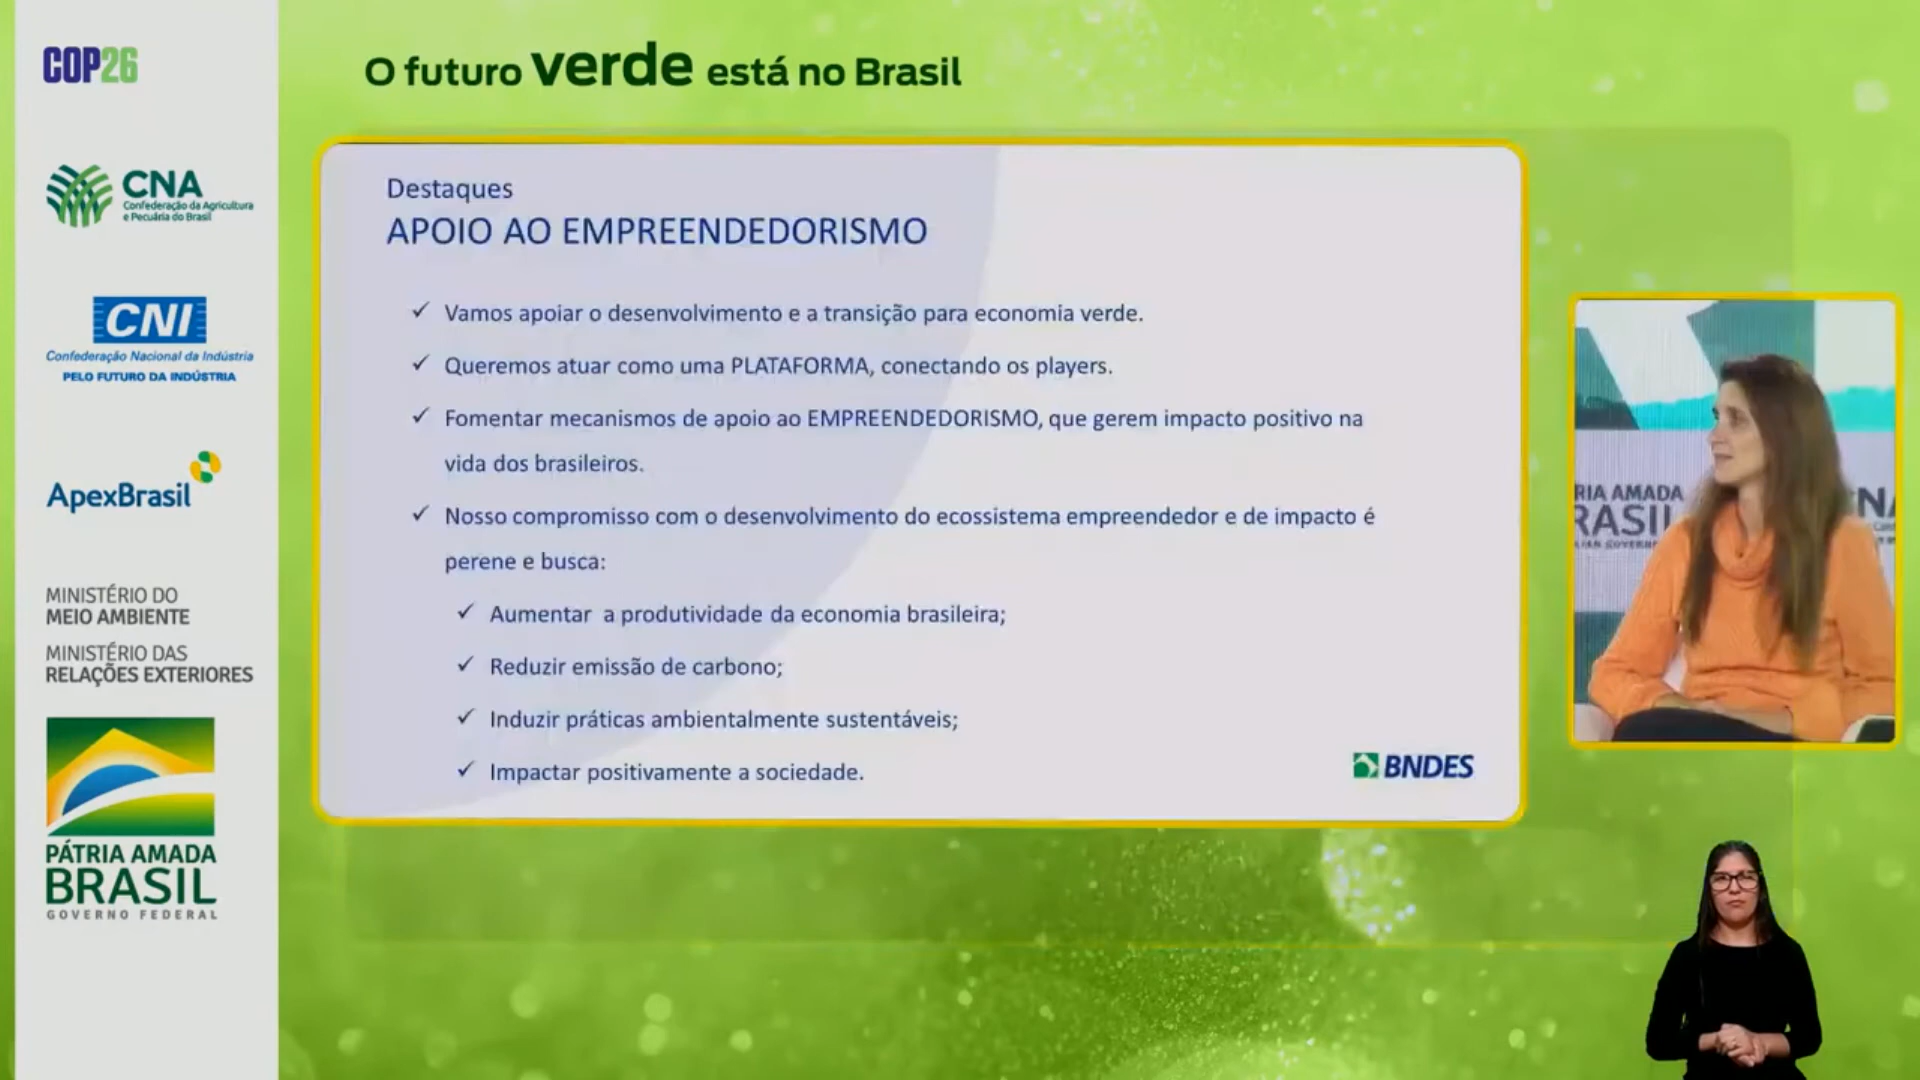 COP26
CNA
Confederação da Agricultura
e Pecuária do Brasil
CNI
Confederação Nacional da Indústria
PELO FUTURO DA INDÚSTRIA
ApexBrasil
MINISTÉRIO DO
MEIO AMBIENTE
MINISTÉRIO DAS
RELAÇÕES EXTERIORES
PÁTRIA AMADA
BRASIL
GOVERNO FEDERAL
O futuro verde está no Brasil
Destaques
APOIO AO EMPREENDEDORISMO
✓ Vamos apoiar o desenvolvimento e a transição para economia verde.
✓ Queremos atuar como uma PLATAFORMA, conectando os players.
✓ Fomentar mecanismos de apoio ao EMPREENDEDORISMO, que gerem impacto positivo na
vida dos brasileiros.
✓ Nosso compromisso com o desenvolvimento do ecossistema empreendedor e de impacto é
perene e busca:
✓ Aumentar a produtividade da economia brasileira;
✓ Reduzir emissão de carbono;
✓ Induzir práticas ambientalmente sustentáveis;
✓ Impactar positivamente a sociedade.
BNDES
RIA AMADA
RASIL
NA